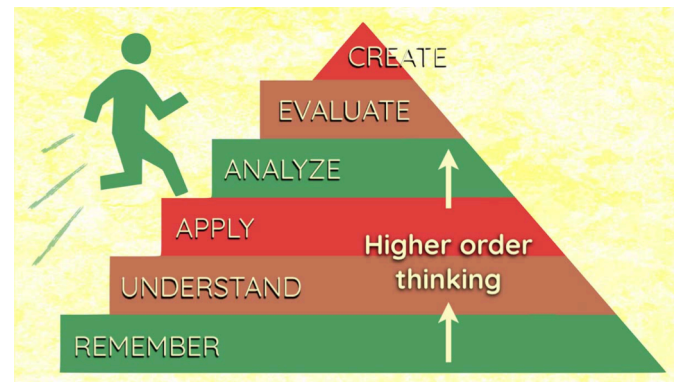 CREATE
EVALUATE
ANALYZE
APPLY
Higher order
thinking
UNDERSTAND
REMEMBER